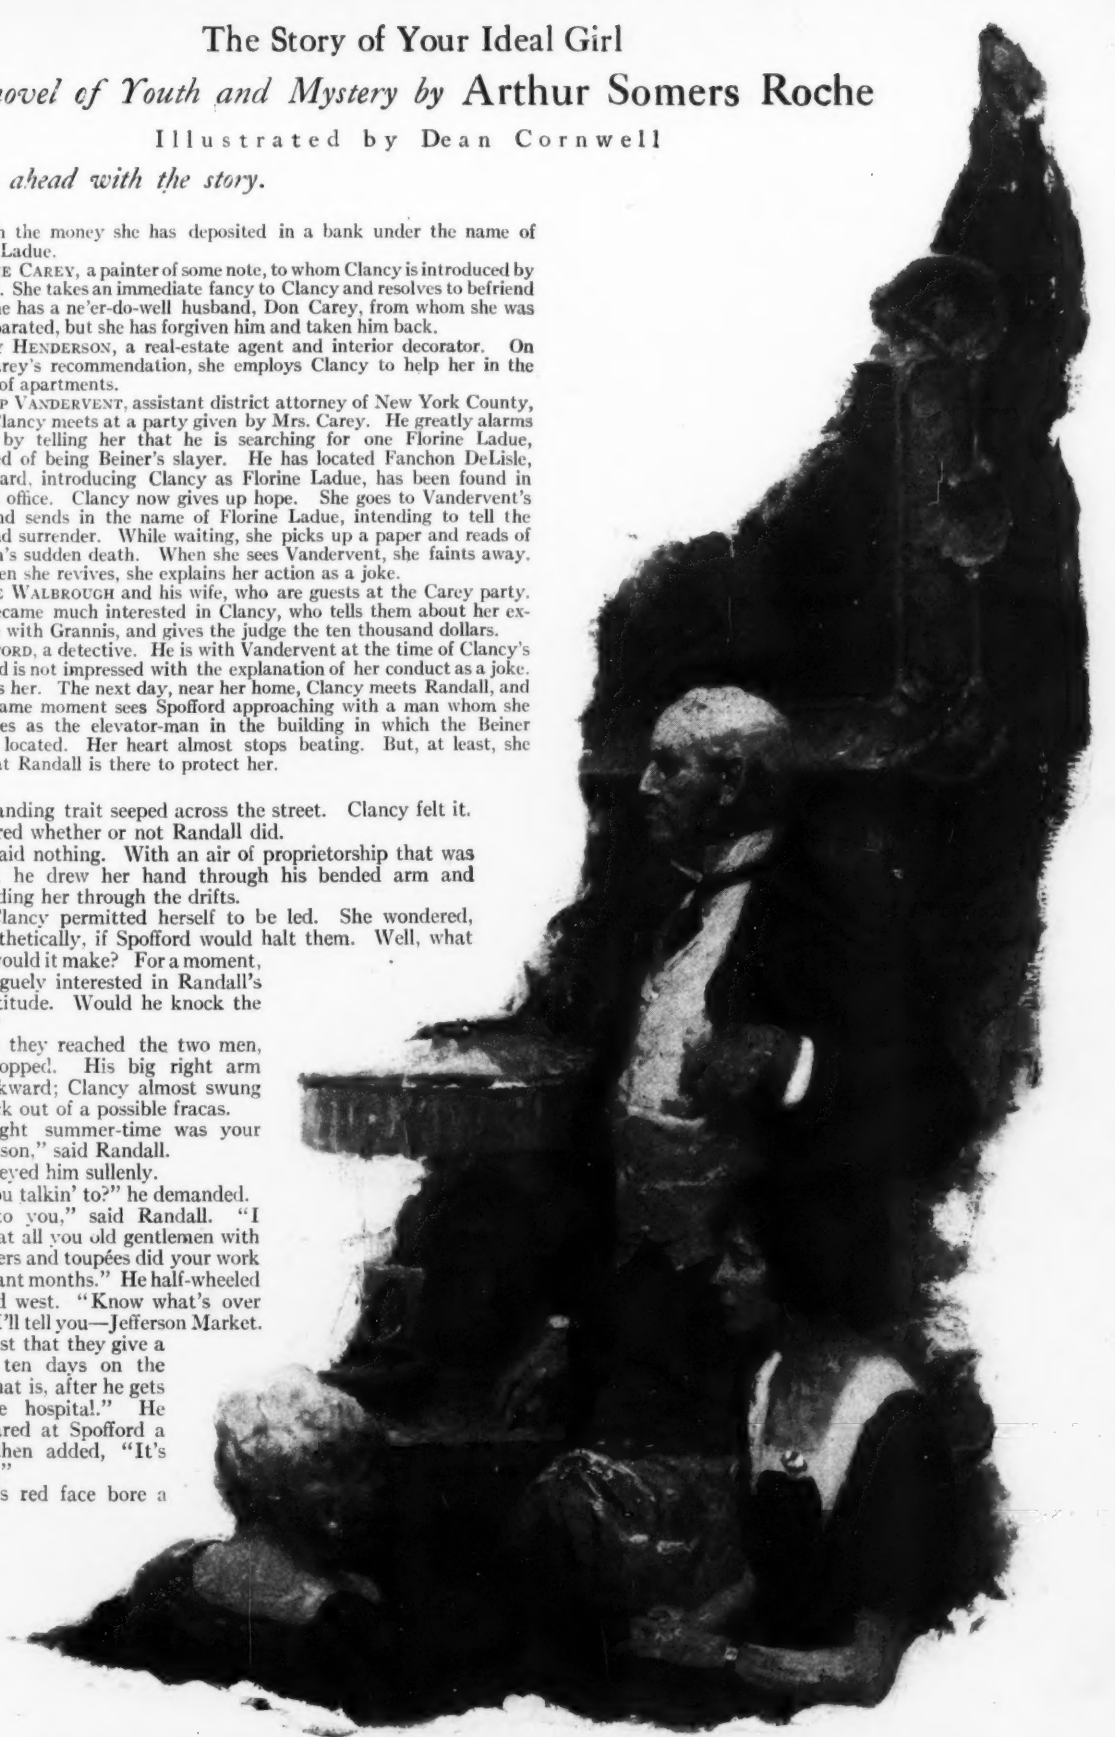 The Story of Your Ideal Girl
novel of Youth and Mystery by Arthur Somers Roche
Illustrated by Dean Cornwell
ahead with the story.
the money she has deposited in a bank under the name of
Ladue.
E CAREY, a painter of some note, to whom Clancy is introduced by
. She takes an immediate fancy to Clancy and resolves to befriend
e has a ne'er-do-well husband, Don Carey, from whom she was
parated, but she has forgiven him and taken him back.
HENDERSON, a real-estate agent and interior decorator. On
rey's recommendation, she employs Clancy to help her in the
of apartments.
P VANDERVENT, assistant district attorney of New York County,
lancy meets at a party given by Mrs. Carey. He greatly alarms
by telling her that he is searching for one Florine Ladue,
d of being Beiner's slayer. He has located Fanchon DeLisle,
ard, introducing Clancy as Florine Ladue, has been found in
office. Clancy now gives up hope. She goes to Vandervent's
nd sends in the name of Florine Ladue, intending to tell the
d surrender. While waiting, she picks up a paper and reads of
's sudden death. When she sees Vandervent, she faints away.
en she revives, she explains her action as a joke.
E WALBROUGH and his wife, who are guests at the Carey party.
ecame much interested in Clancy, who tells them about her ex-
with Grannis, and gives the judge the ten thousand dollars.
FORD, a detective. He is with Vandervent at the time of Clancy's
d is not impressed with the explanation of her conduct as a joke.
s her. The next day, near her home, Clancy meets Randall, and
ame moment sees Spofford approaching with a man whom she
es as the elevator-man in the building in which the Beiner
located. Her heart almost stops beating. But, at least, she
at Randall is there to protect her.
anding trait seeped across the street. Clancy felt it.
red whether or not Randall did.
aid nothing. With an air of proprietorship that was
he drew her hand through his bended arm and
ding her through the drifts.
Clancy permitted herself to be led. She wondered,
thetically, if Spofford would halt them. Well, what
would it make? For a moment,
guely interested in Randall's
titude. Would he knock the
they reached the two men,
opped. His big right arm
kward; Clancy almost swung
k out of a possible fracas.
ght summer-time was your
son," said Randall.
eyed him sullenly.
ou talkin' to?" he demanded.
to you," said Randall. "I
at all you old gentlemen with
ers and toupées did your work
ant months." He half-wheeled
d west. "Know what's over
I'll tell you—Jefferson Market.
st that they give a
ten days on the
hat is, after he gets
e hospital." He
ared at Spofford a
then added, "It's
"
s red face bore a